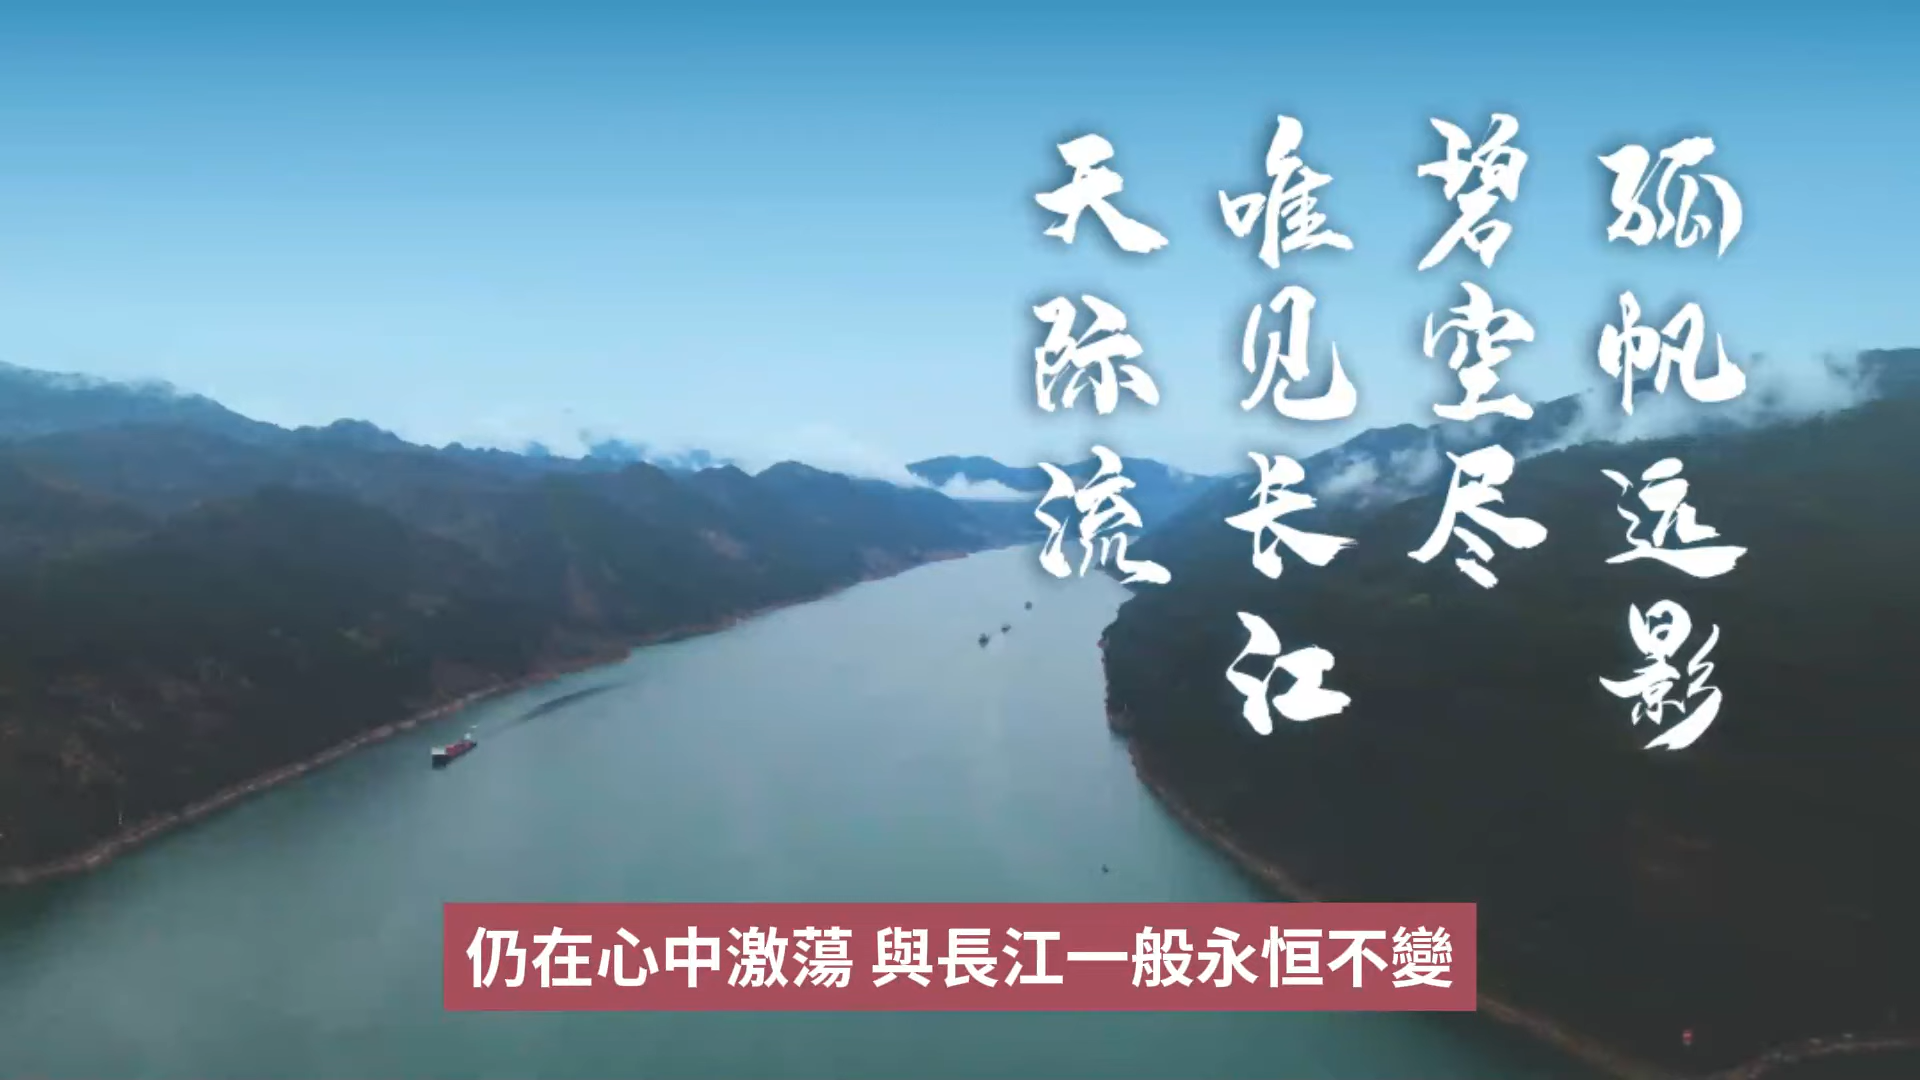 孤帆远影
碧空尽
唯见长江
天际流
仍在心中激蕩 與長江一般永恒不變